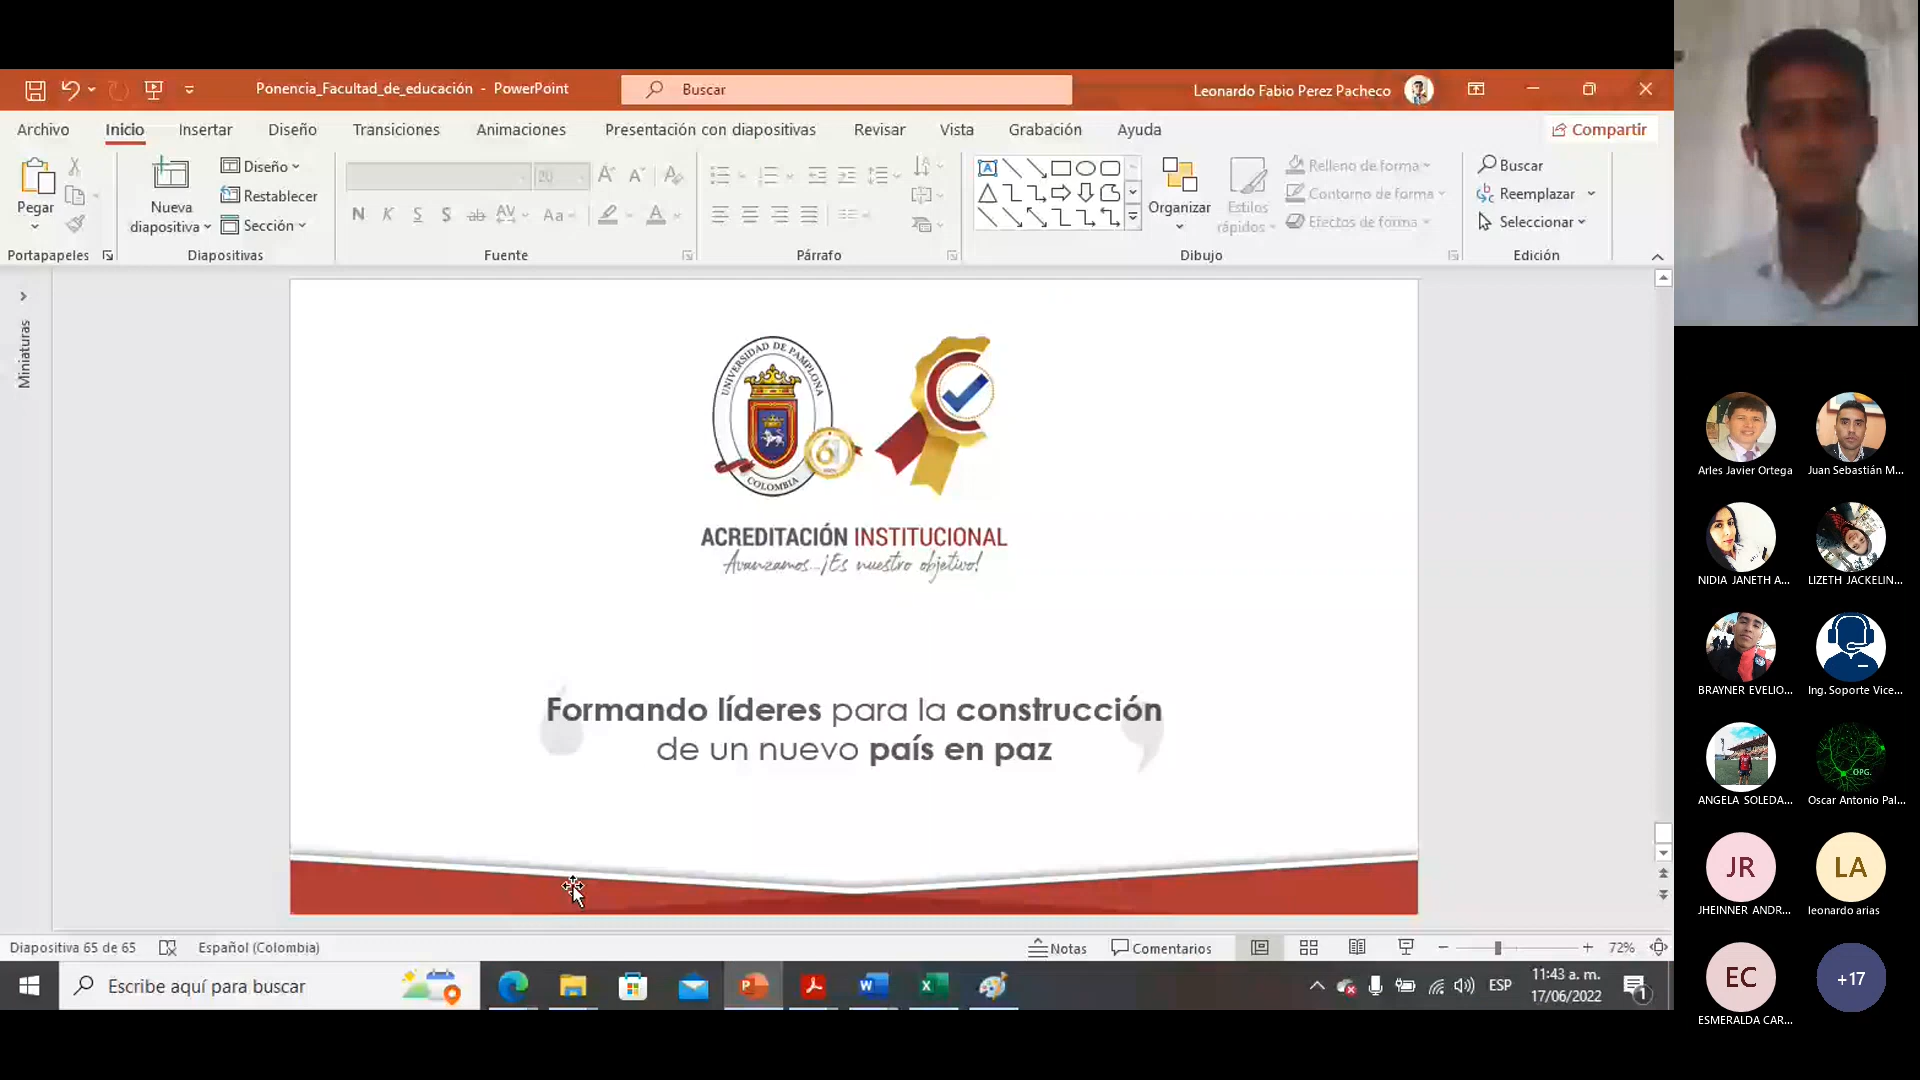 Ponencia_Facultad_de_educación - PowerPoint
Buscar
Leonardo Fabio Perez Pacheco
Archivo
Inicio
Insertar
Diseño
Transiciones
Animaciones
Presentación con diapositivas
Revisar
Vista
Grabación
Ayuda
Compartir
Pegar
Portapapeles
Nueva
diapositiva
Diseño
Restablecer
Sección
Diapositivas
20
N K S S ab AV Aa A
Fuente
Párrafo
Organizar
Estilos
rápidos
Relleno de forma
Contorno de forma
Efectos de forma
Dibujo
Buscar
Reemplazar
Seleccionar
Edición
Miniaturas
UNIVERSIDAD DE PAMPLONA
COLOMBIA
ACREDITACIÓN INSTITUCIONAL
Avanzamos...¡Es nuestro objetivo!
Formando líderes para la construcción
de un nuevo país en paz
Diapositiva 65 de 65
Español (Colombia)
Notas
Comentarios
72%
Escribe aquí para buscar
ESP
11:43 a. m.
17/06/2022
1
Arles Javier Ortega
Juan Sebastián M...
NIDIA JANETH A...
LIZETH JACKELIN...
BRAYNER EVELIO...
Ing. Soporte Vice...
ANGELA SOLEDA...
OPG.
Oscar Antonio Pal...
JR
JHEINNER ANDR...
LA
leonardo arias
EC
ESMERALDA CAR...
+17